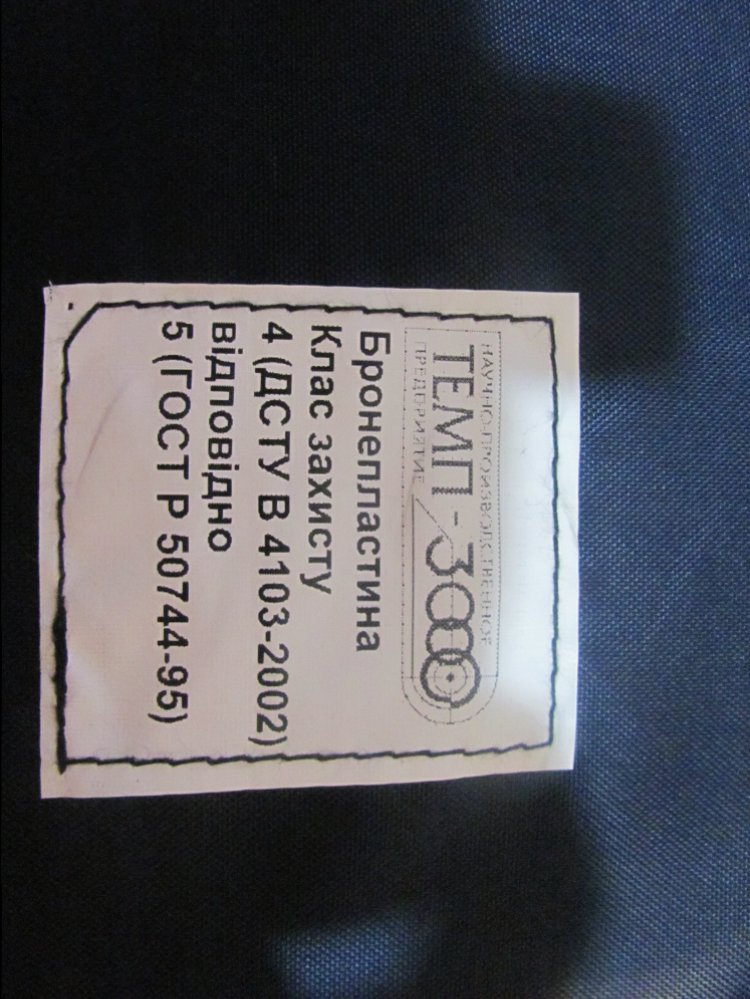 НАУЧНО-ПРОИЗВОДСТВЕННОЕ
ТЕМП-3000
ПРЕДПРИЯТИЕ
Бронепластина
Клас захисту
4 (ДСТУ В 4103-2002)
відповідно
5 (ГОСТ Р 50744-95)